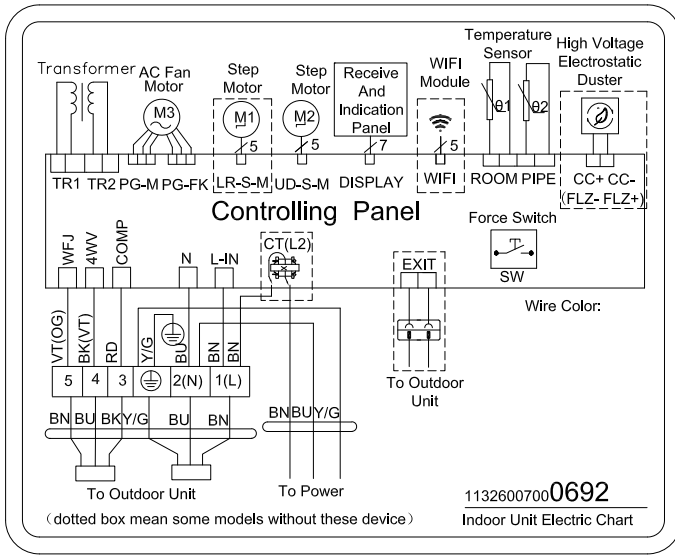 Transformer
AC Fan
Motor
M3
Step
Motor
M1
5
Step
Motor
M2
5
Receive
And
Indication
Panel
7
WIFI
Module
5
Temperature
Sensor
θ1
θ2
High Voltage
Electrostatic
Duster
TR1 TR2 PG-M PG-FK LR-S-M UD-S-M DISPLAY WIFI ROOM PIPE CC+ CC-
(FLZ- FLZ+)
Controlling Panel
Force Switch
SW
WFJ
4WV
COMP
N
L-IN
CT(L2)
EXIT
Wire Color:
VT(OG)
BK(VT)
RD
Y/G
BU
BN
BN
5 4 3 2(N) 1(L)
To Outdoor
Unit
BN BU BK Y/G BU BN
BN BU Y/G
To Outdoor Unit
To Power
11326007000692
(dotted box mean some models without these device)
Indoor Unit Electric Chart